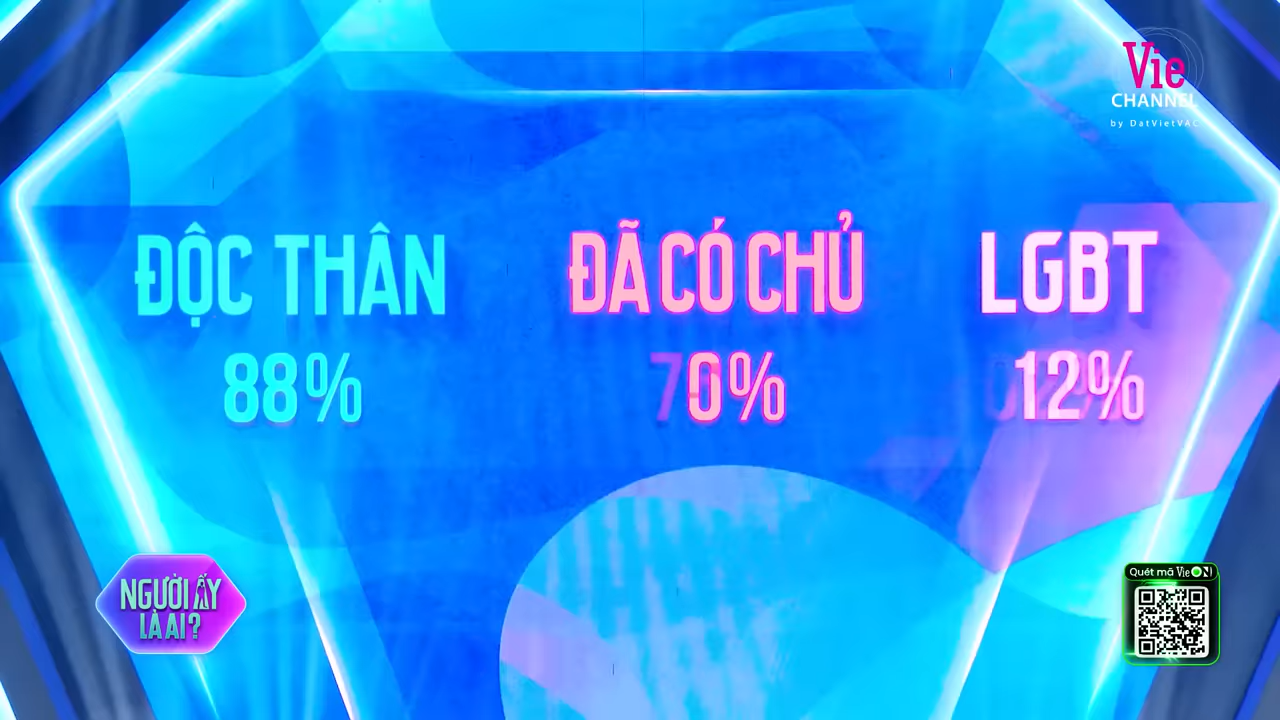 Vie
CHANNEL
by DatVietVAC
ĐỘC THÂN
ĐÃ CÓ CHỦ
LGBT
88%
0%
12%
NGƯỜI ẤY
LÀ AI?
Quét mã VieON